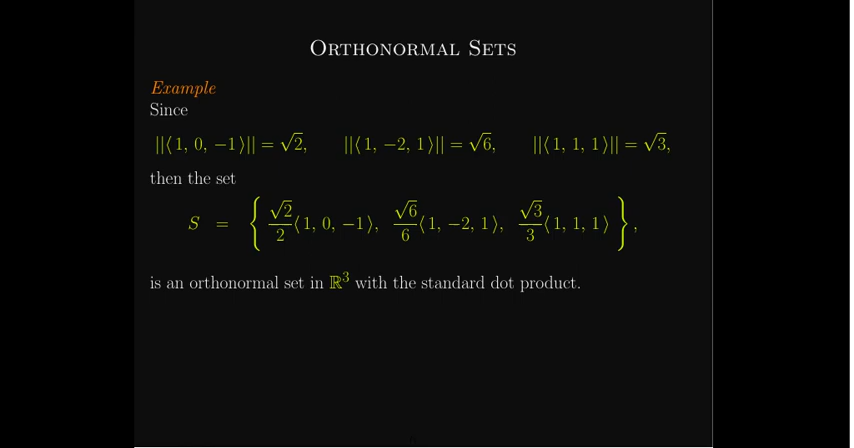 Orthonormal Sets
Example
Since
||⟨1, 0, −1⟩|| = √2, ||⟨1, −2, 1⟩|| = √6, ||⟨1, 1, 1⟩|| = √3,
then the set
S = { √2/2 ⟨1, 0, −1⟩, √6/6 ⟨1, −2, 1⟩, √3/3 ⟨1, 1, 1⟩ },
is an orthonormal set in ℝ³ with the standard dot product.